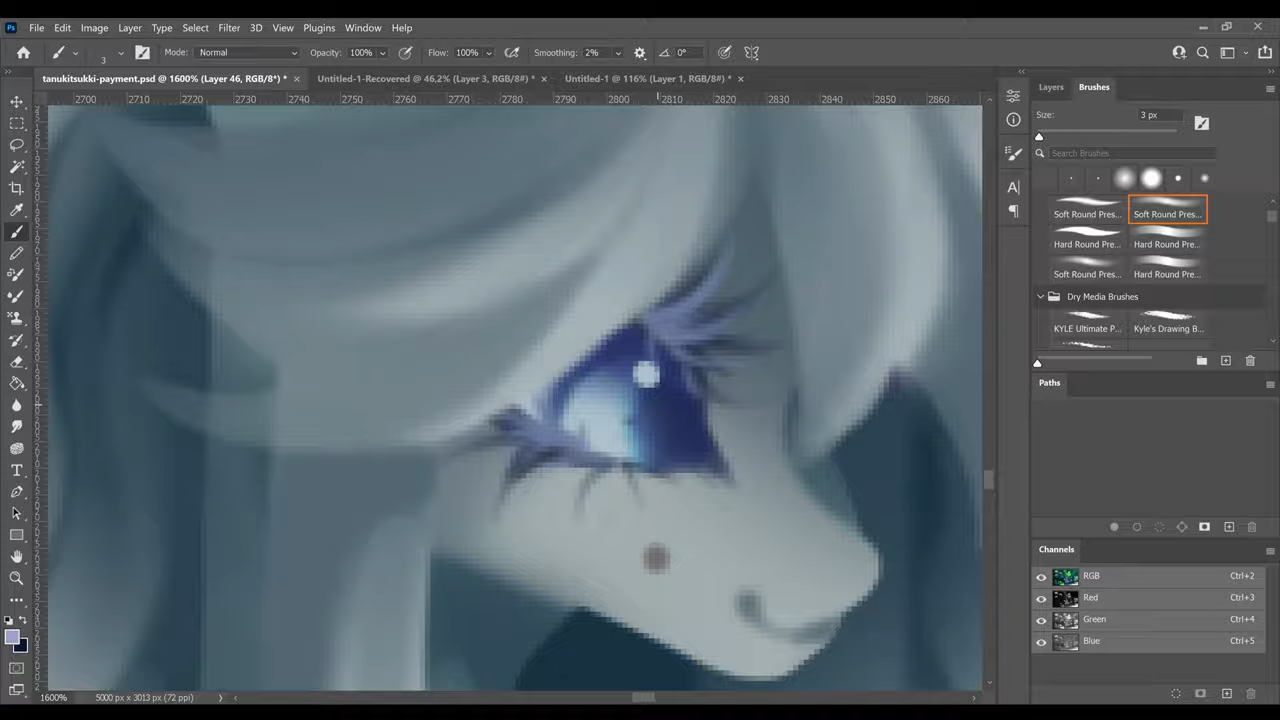 Ps File Edit Image Layer Type Select Filter 3D View Plugins Window Help
3 Mode: Normal Opacity: 100% Flow: 100% Smoothing: 2% 0°
tanukitsukki-payment.psd @ 1600% (Layer 46, RGB/8*) * Untitled-1-Recovered @ 46,2% (Layer 3, RGB/8#) * Untitled-1 @ 116% (Layer 1, RGB/8#) *
2700 2710 2720 2730 2740 2750 2760 2770 2780 2790 2800 2810 2820 2830 2840 2850 2860
Layers Brushes
Size: 3 px
Search Brushes
Soft Round Pres... Soft Round Pres...
Hard Round Pre... Hard Round Pre...
Soft Round Pres... Hard Round Pre...
Dry Media Brushes
KYLE Ultimate P... Kyle's Drawing B...
Paths
Channels
RGB Ctrl+2
Red Ctrl+3
Green Ctrl+4
Blue Ctrl+5
1600% 5000 px x 3013 px (72 ppi)